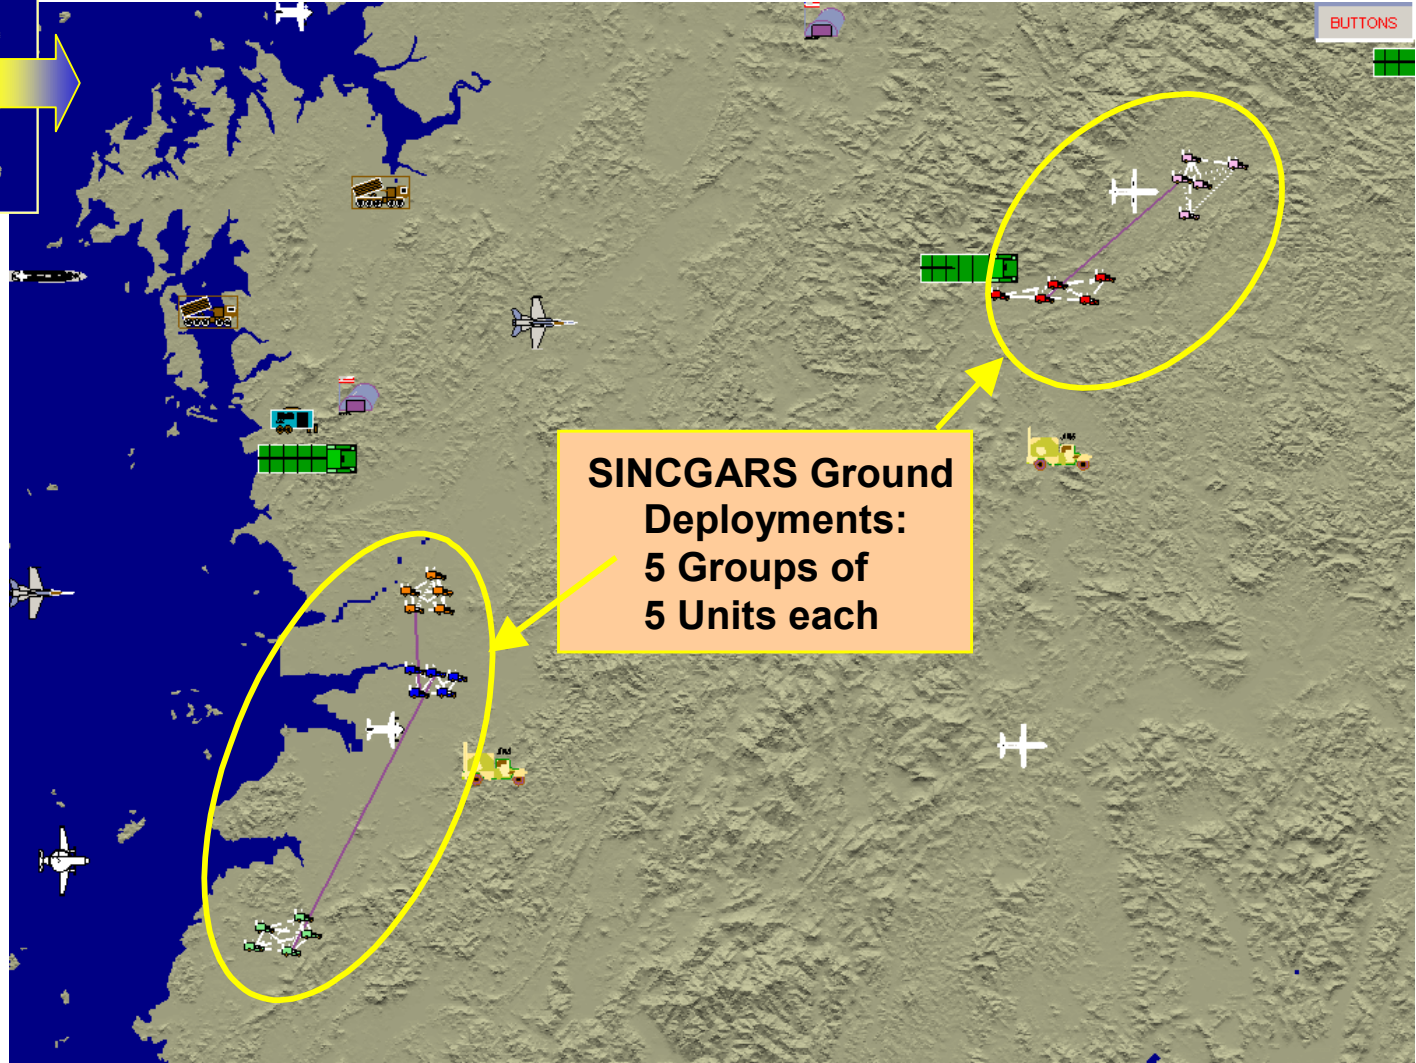 BUTTONS
SINCGARS Ground
Deployments:
5 Groups of
5 Units each